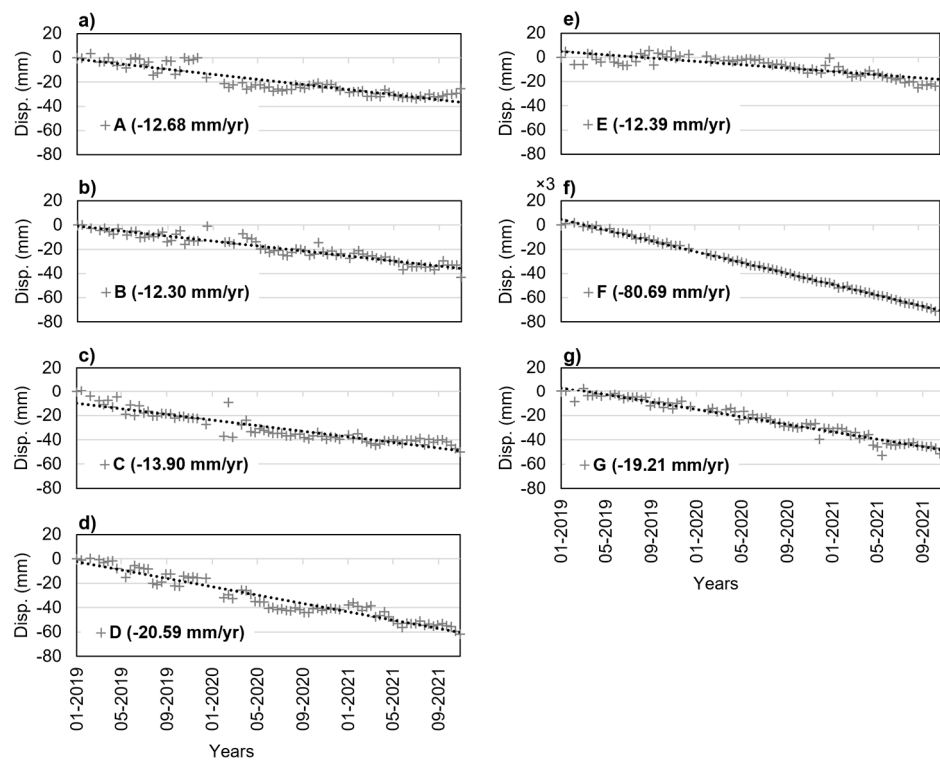 a)
20
0
-20
-40
-60
-80
Disp. (mm)
A (-12.68 mm/yr)
b)
20
0
-20
-40
-60
-80
Disp. (mm)
B (-12.30 mm/yr)
c)
20
0
-20
-40
-60
-80
Disp. (mm)
C (-13.90 mm/yr)
d)
20
0
-20
-40
-60
-80
Disp. (mm)
D (-20.59 mm/yr)
01-2019
05-2019
09-2019
01-2020
05-2020
09-2020
01-2021
05-2021
09-2021
Years
e)
20
0
-20
-40
-60
-80
Disp. (mm)
E (-12.39 mm/yr)
×3 f)
20
0
-20
-40
-60
-80
Disp. (mm)
F (-80.69 mm/yr)
g)
20
0
-20
-40
-60
-80
Disp. (mm)
G (-19.21 mm/yr)
01-2019
05-2019
09-2019
01-2020
05-2020
09-2020
01-2021
05-2021
09-2021
Years